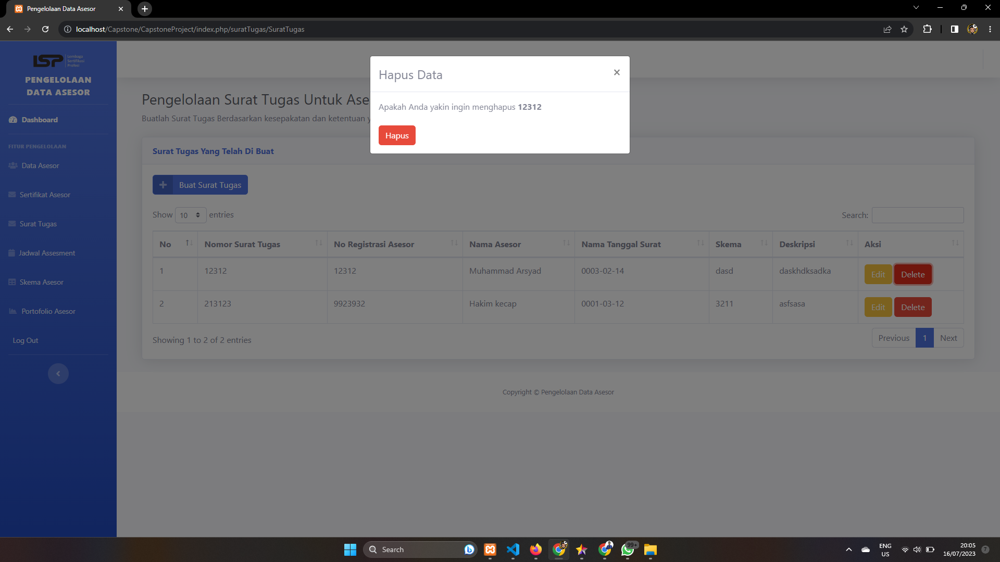 Pengelolaan Data Asesor
localhost/Capstone/CapstoneProject/index.php/suratTugas/SuratTugas
LSP Lembaga
Sertifikasi
Profesi
PENGELOLAAN
DATA ASESOR
Dashboard
FITUR PENGELOLAAN
Data Asesor
Sertifikat Asesor
Surat Tugas
Jadwal Assesment
Skema Asesor
Portofolio Asesor
Log Out
Hapus Data ×
Apakah Anda yakin ingin menghapus 12312
Hapus
Pengelolaan Surat Tugas Untuk Ase
Buatlah Surat Tugas Berdasarkan kesepakatan dan ketentuan y
Surat Tugas Yang Telah Di Buat
+ Buat Surat Tugas
Show 10 entries Search:
No Nomor Surat Tugas No Registrasi Asesor Nama Asesor Nama Tanggal Surat Skema Deskripsi Aksi
1 12312 12312 Muhammad Arsyad 0003-02-14 dasd daskhdksadka Edit Delete
2 213123 9923932 Hakim kecap 0001-03-12 3211 asfsasa Edit Delete
Showing 1 to 2 of 2 entries Previous 1 Next
Copyright © Pengelolaan Data Asesor
Search 99+ ENG
US 20:05
16/07/2023 7